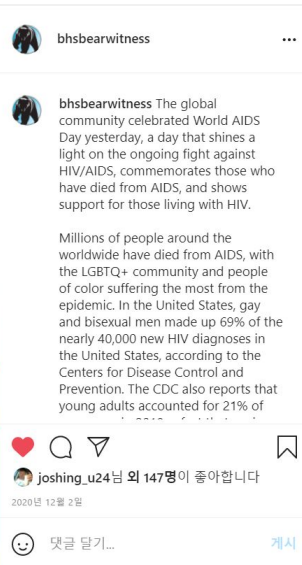 bhsbearwitness
bhsbearwitness The global
community celebrated World AIDS
Day yesterday, a day that shines a
light on the ongoing fight against
HIV/AIDS, commemorates those who
have died from AIDS, and shows
support for those living with HIV.
Millions of people around the
worldwide have died from AIDS, with
the LGBTQ+ community and people
of color suffering the most from the
epidemic. In the United States, gay
and bisexual men made up 69% of the
nearly 40,000 new HIV diagnoses in
the United States, according to the
Centers for Disease Control and
Prevention. The CDC also reports that
young adults accounted for 21% of
joshing_u24님 외 147명이 좋아합니다
2020년 12월 2일
댓글 달기...
게시